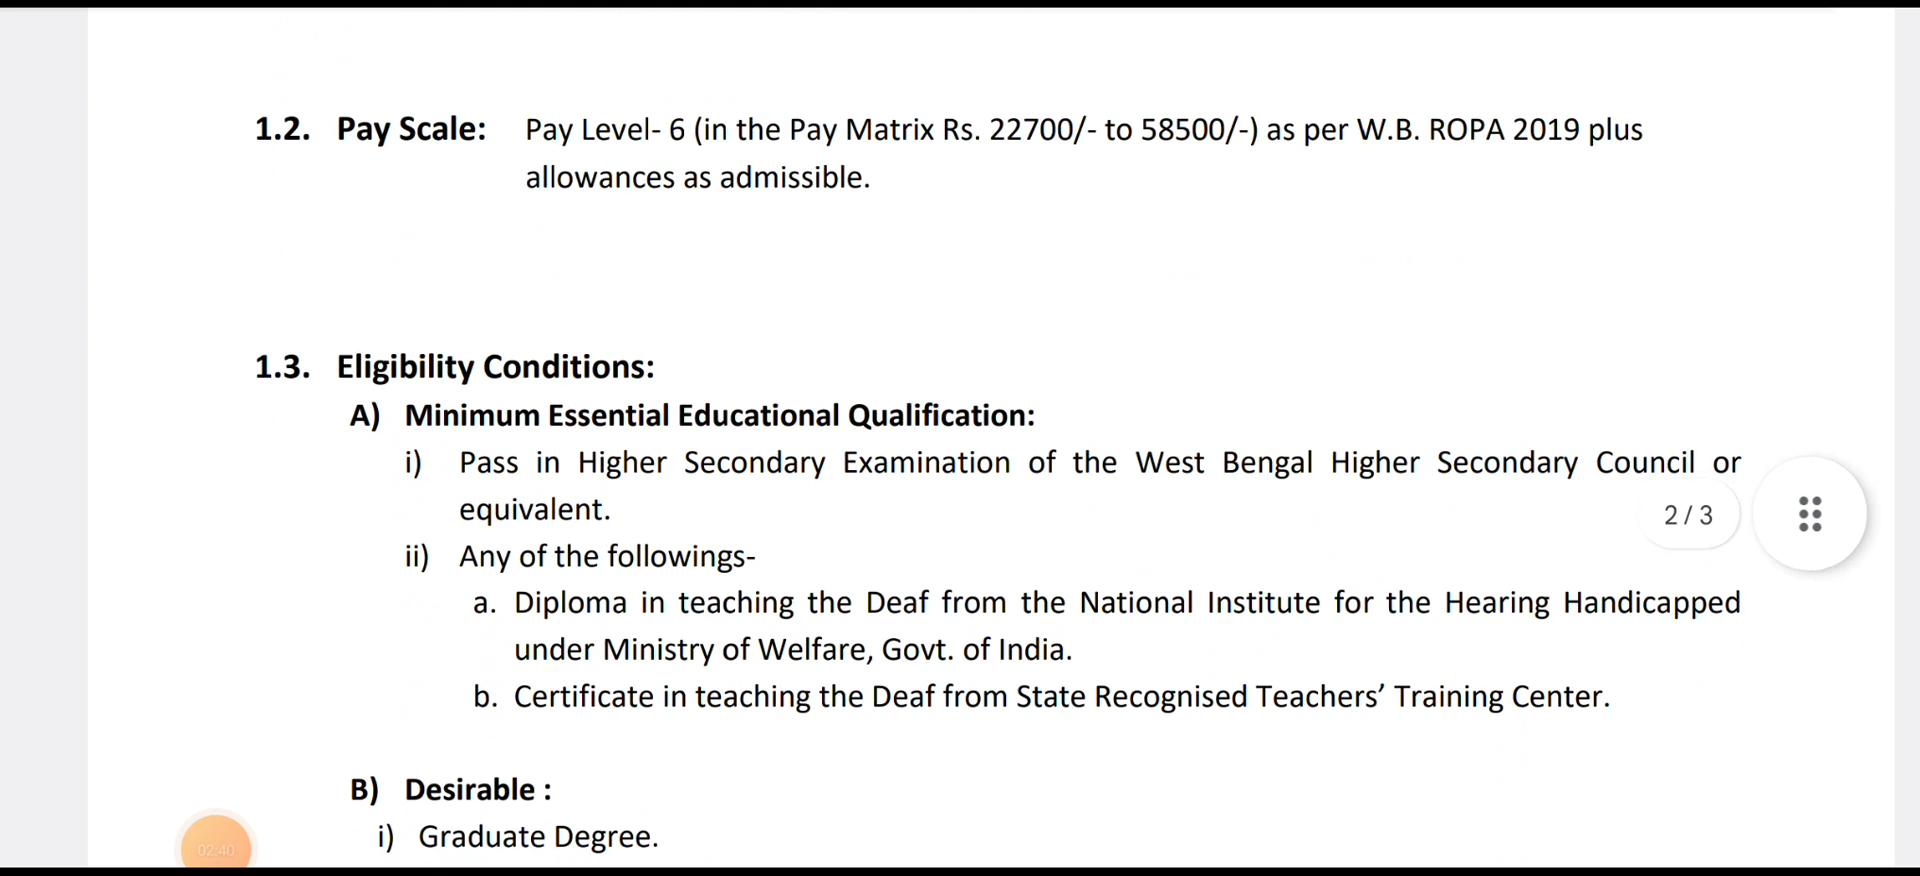 1.2. Pay Scale: Pay Level- 6 (in the Pay Matrix Rs. 22700/- to 58500/-) as per W.B. ROPA 2019 plus
allowances as admissible.
1.3. Eligibility Conditions:
A) Minimum Essential Educational Qualification:
i) Pass in Higher Secondary Examination of the West Bengal Higher Secondary Council or
equivalent.
2 / 3
ii) Any of the followings-
a. Diploma in teaching the Deaf from the National Institute for the Hearing Handicapped
under Ministry of Welfare, Govt. of India.
b. Certificate in teaching the Deaf from State Recognised Teachers’ Training Center.
B) Desirable :
i) Graduate Degree.
02:40